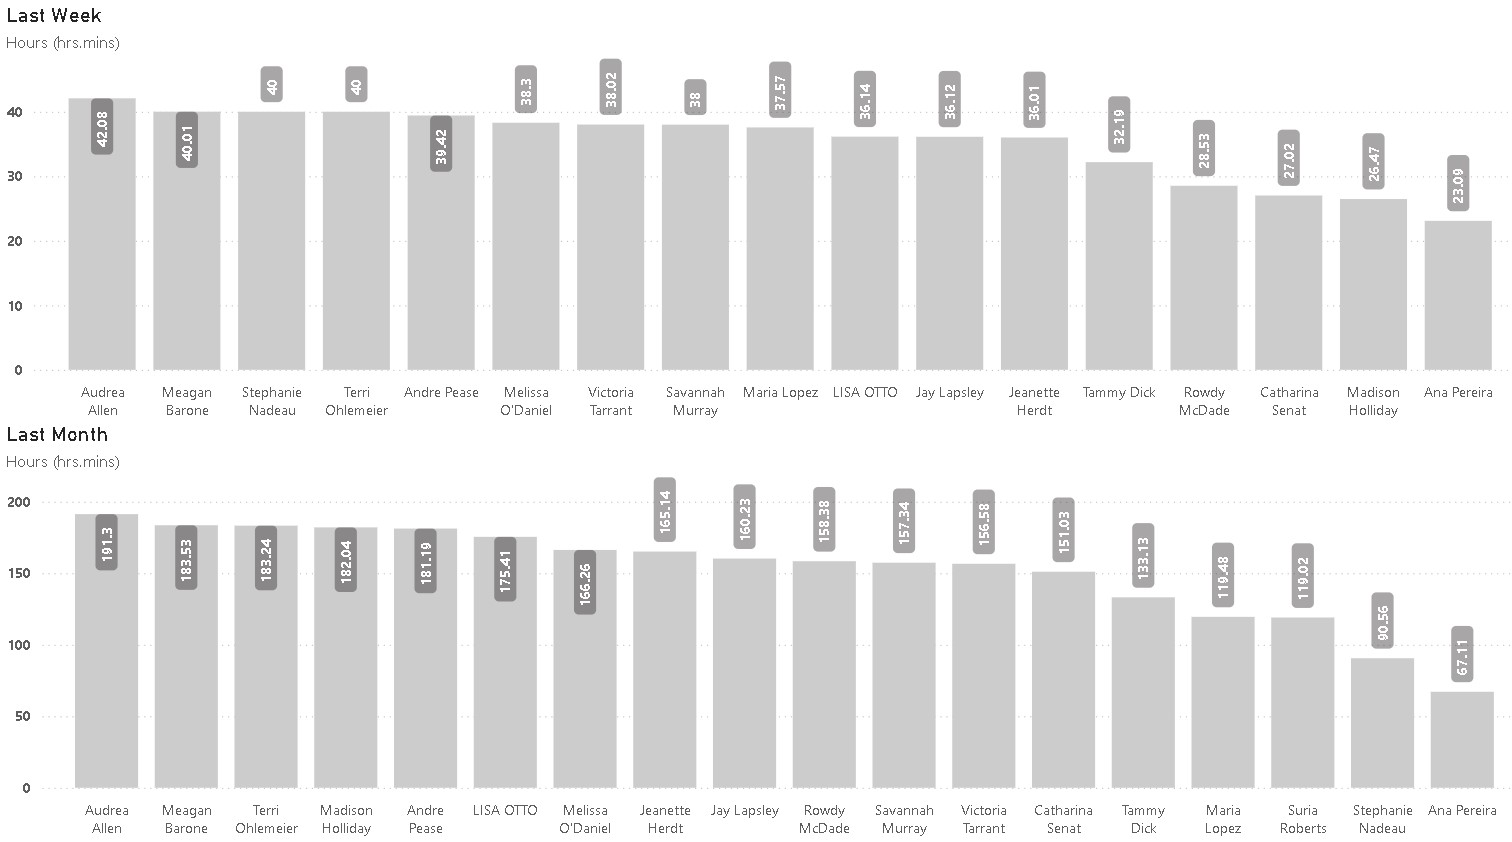 Last Week
Hours (hrs.mins)
40
30
20
10
0
42.08
40.01
40
40
39.42
38.3
38.02
38
37.57
36.14
36.12
36.01
32.19
28.53
27.02
26.47
23.09
Audrea
Allen
Meagan
Barone
Stephanie
Nadeau
Terri
Ohlemeier
Andre Pease
Melissa
O'Daniel
Victoria
Tarrant
Savannah
Murray
Maria Lopez
LISA OTTO
Jay Lapsley
Jeanette
Herdt
Tammy Dick
Rowdy
McDade
Catharina
Senat
Madison
Holliday
Ana Pereira
Last Month
Hours (hrs.mins)
200
150
100
50
0
191.3
183.53
183.24
182.04
181.19
175.41
166.26
165.14
160.23
158.38
157.34
156.58
151.03
133.13
119.48
119.02
90.56
67.11
Audrea
Allen
Meagan
Barone
Terri
Ohlemeier
Madison
Holliday
Andre
Pease
LISA OTTO
Melissa
O'Daniel
Jeanette
Herdt
Jay Lapsley
Rowdy
McDade
Savannah
Murray
Victoria
Tarrant
Catharina
Senat
Tammy
Dick
Maria
Lopez
Suria
Roberts
Stephanie
Nadeau
Ana Pereira